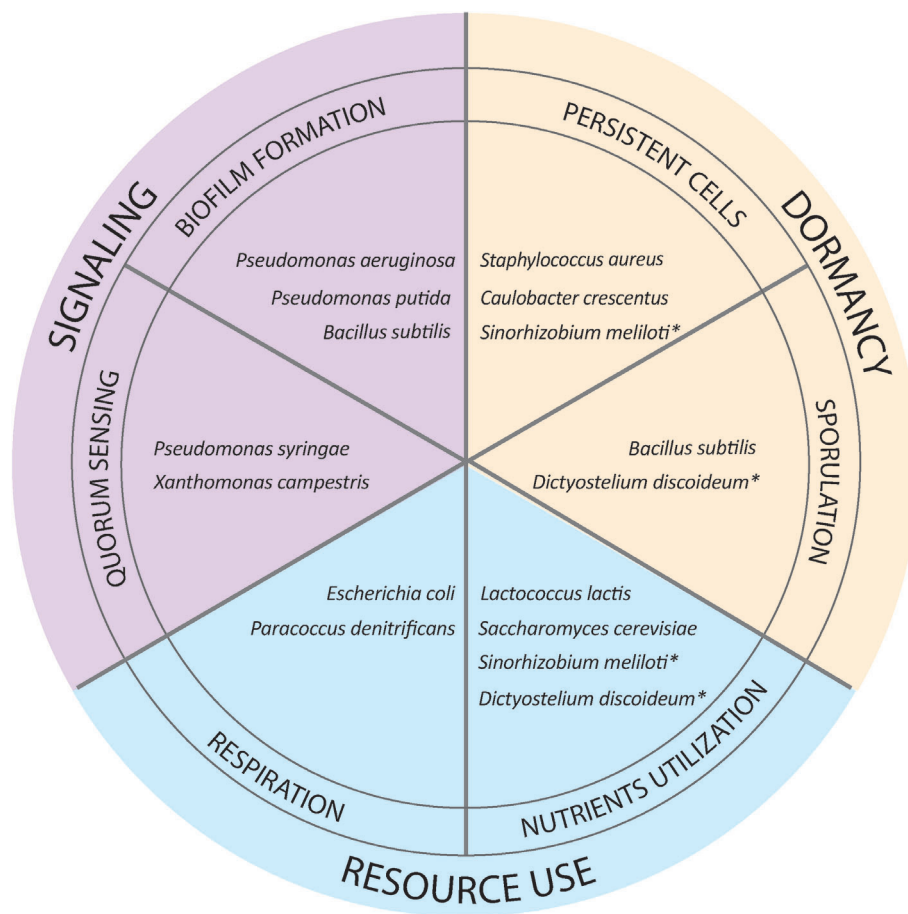 SIGNALING
BIOFILM FORMATION
Pseudomonas aeruginosa
Pseudomonas putida
Bacillus subtilis
QUORUM SENSING
Pseudomonas syringae
Xanthomonas campestris
DORMANCY
PERSISTENT CELLS
Staphylococcus aureus
Caulobacter crescentus
Sinorhizobium meliloti*
SPORULATION
Bacillus subtilis
Dictyostelium discoideum*
RESOURCE USE
RESPIRATION
Escherichia coli
Paracoccus denitrificans
NUTRIENTS UTILIZATION
Lactococcus lactis
Saccharomyces cerevisiae
Sinorhizobium meliloti*
Dictyostelium discoideum*